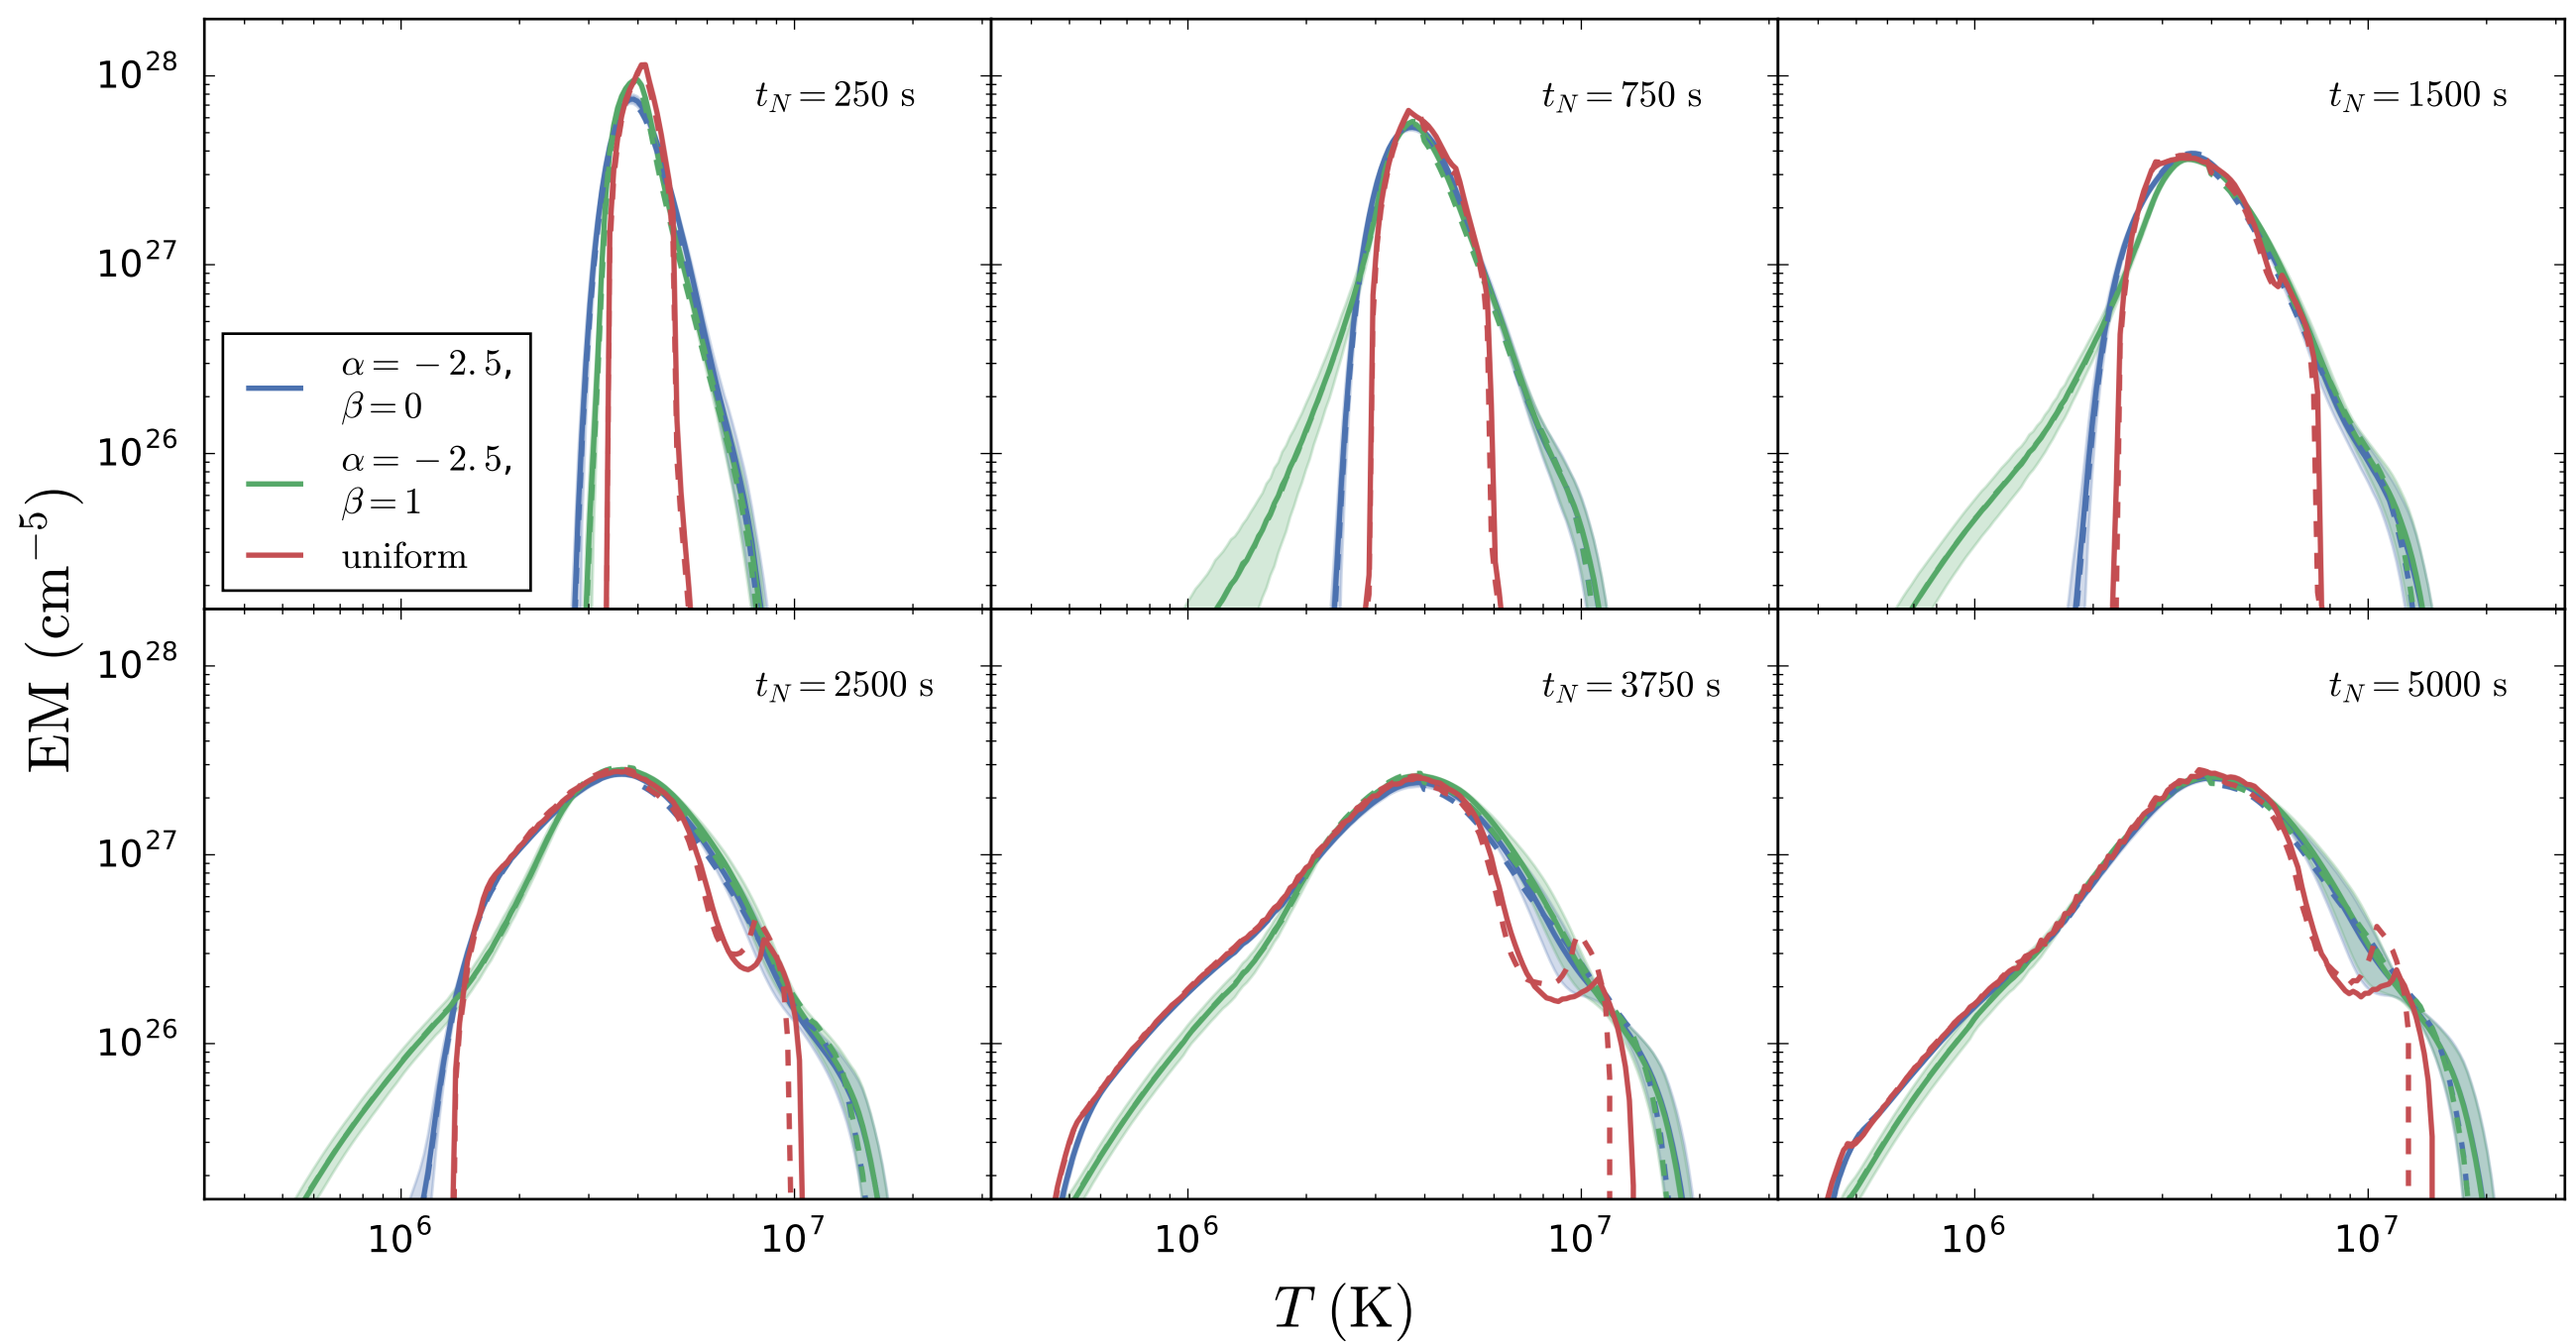 10^28
10^27
10^26
t_N = 250 s
t_N = 750 s
t_N = 1500 s
α = −2.5,
β = 0
α = −2.5,
β = 1
uniform
EM (cm^−5)
10^28
10^27
10^26
t_N = 2500 s
t_N = 3750 s
t_N = 5000 s
10^6 10^7 10^6 10^7 10^6 10^7
T (K)